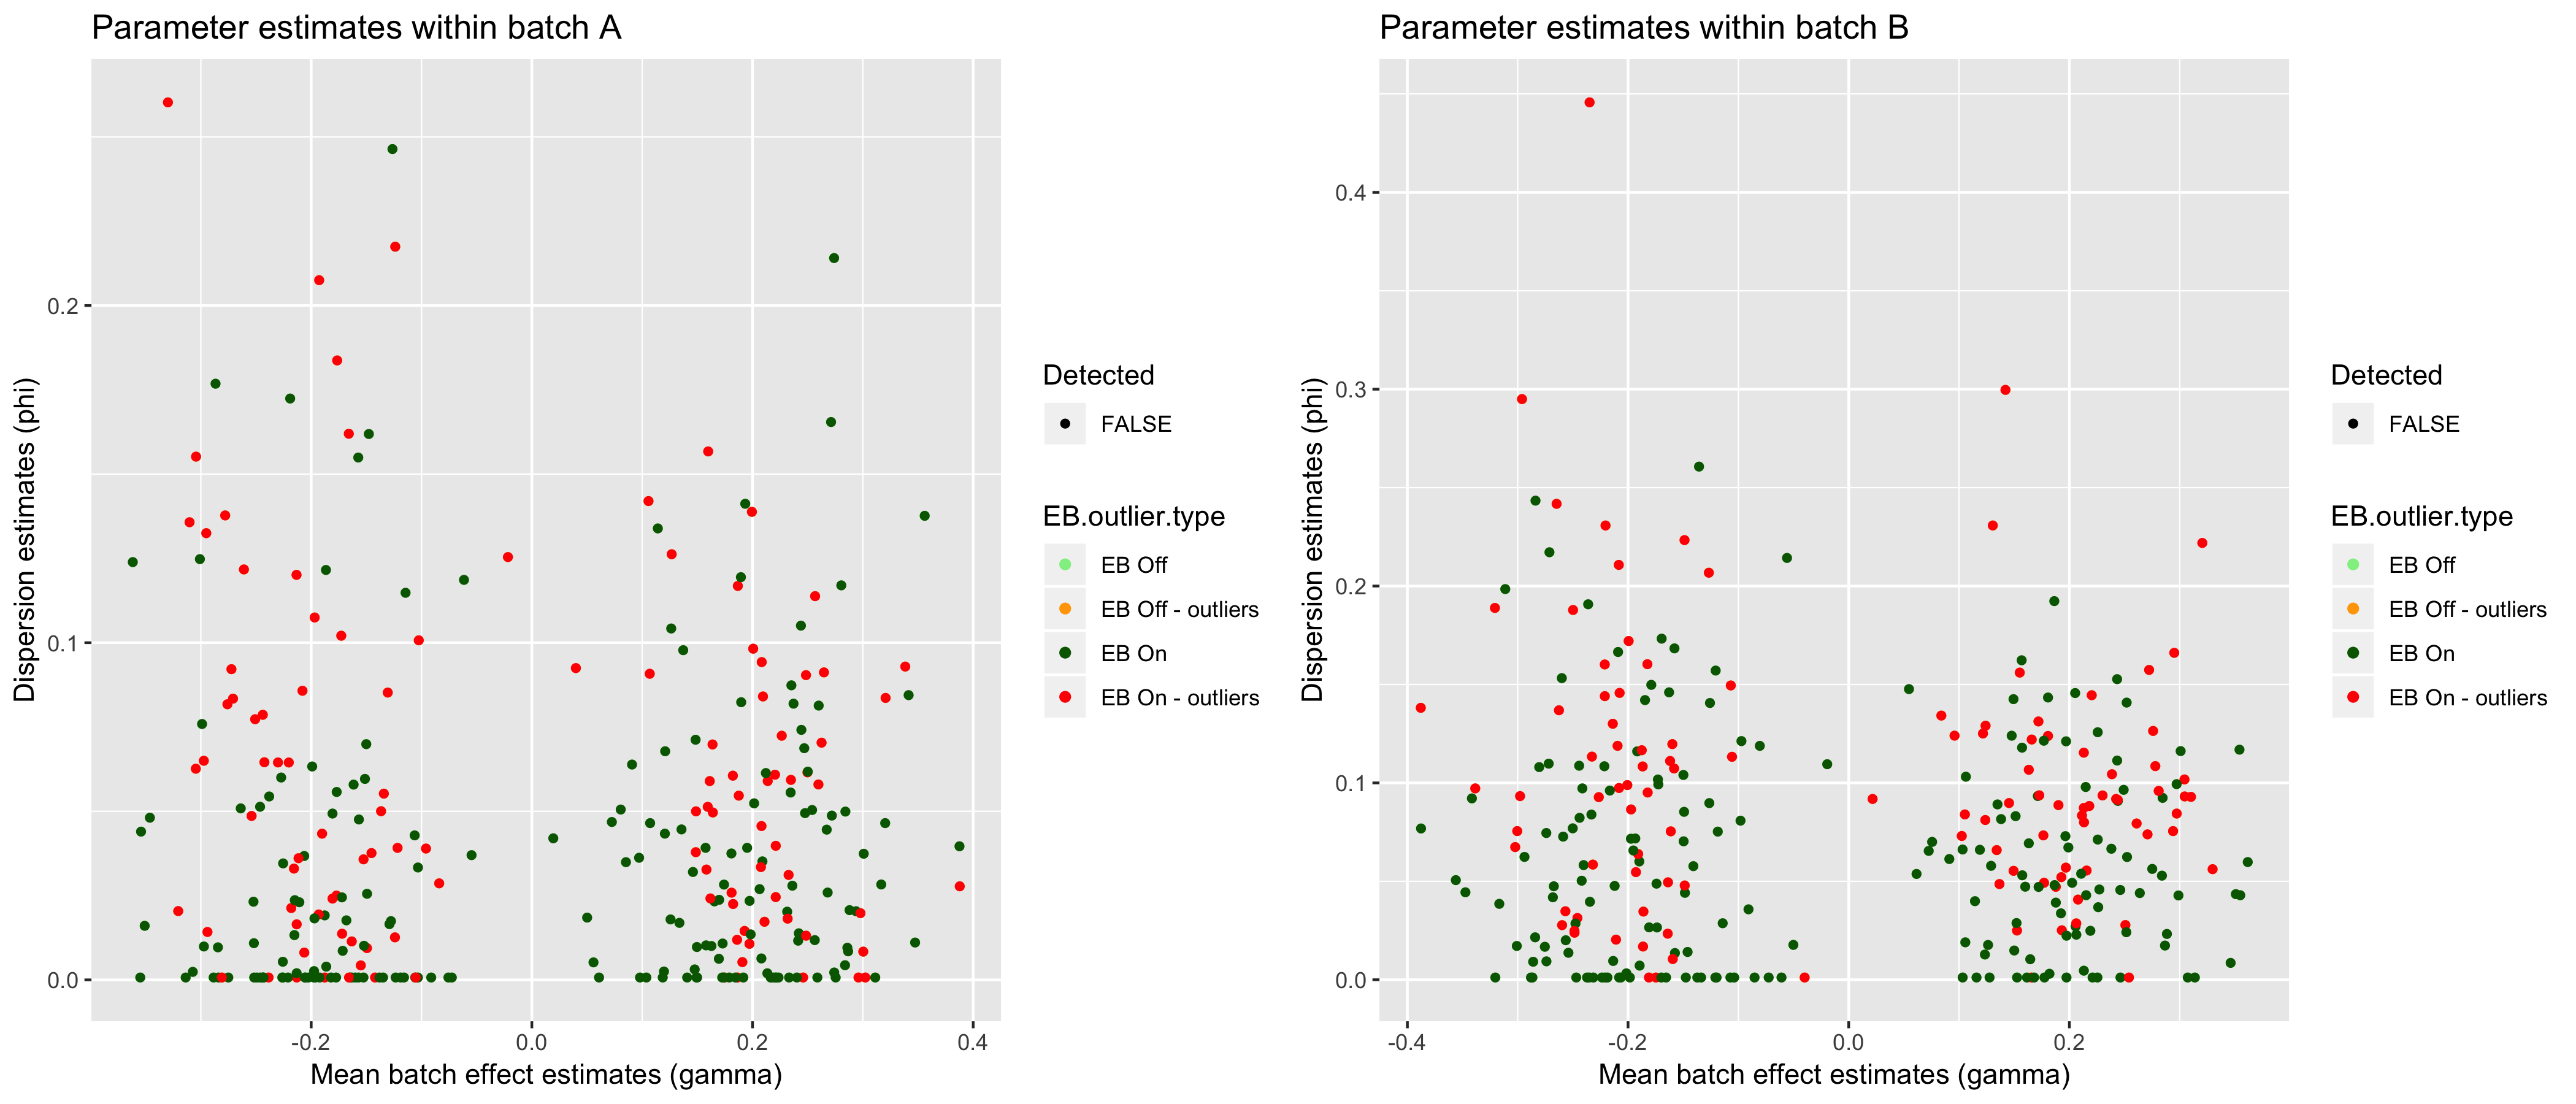 Parameter estimates within batch A
Dispersion estimates (phi)
0.2
0.1
0.0
-0.2
0.0
0.2
0.4
Mean batch effect estimates (gamma)
Detected
FALSE
EB.outlier.type
EB Off
EB Off - outliers
EB On
EB On - outliers
Parameter estimates within batch B
Dispersion estimates (phi)
0.4
0.3
0.2
0.1
0.0
-0.4
-0.2
0.0
0.2
Mean batch effect estimates (gamma)
Detected
FALSE
EB.outlier.type
EB Off
EB Off - outliers
EB On
EB On - outliers